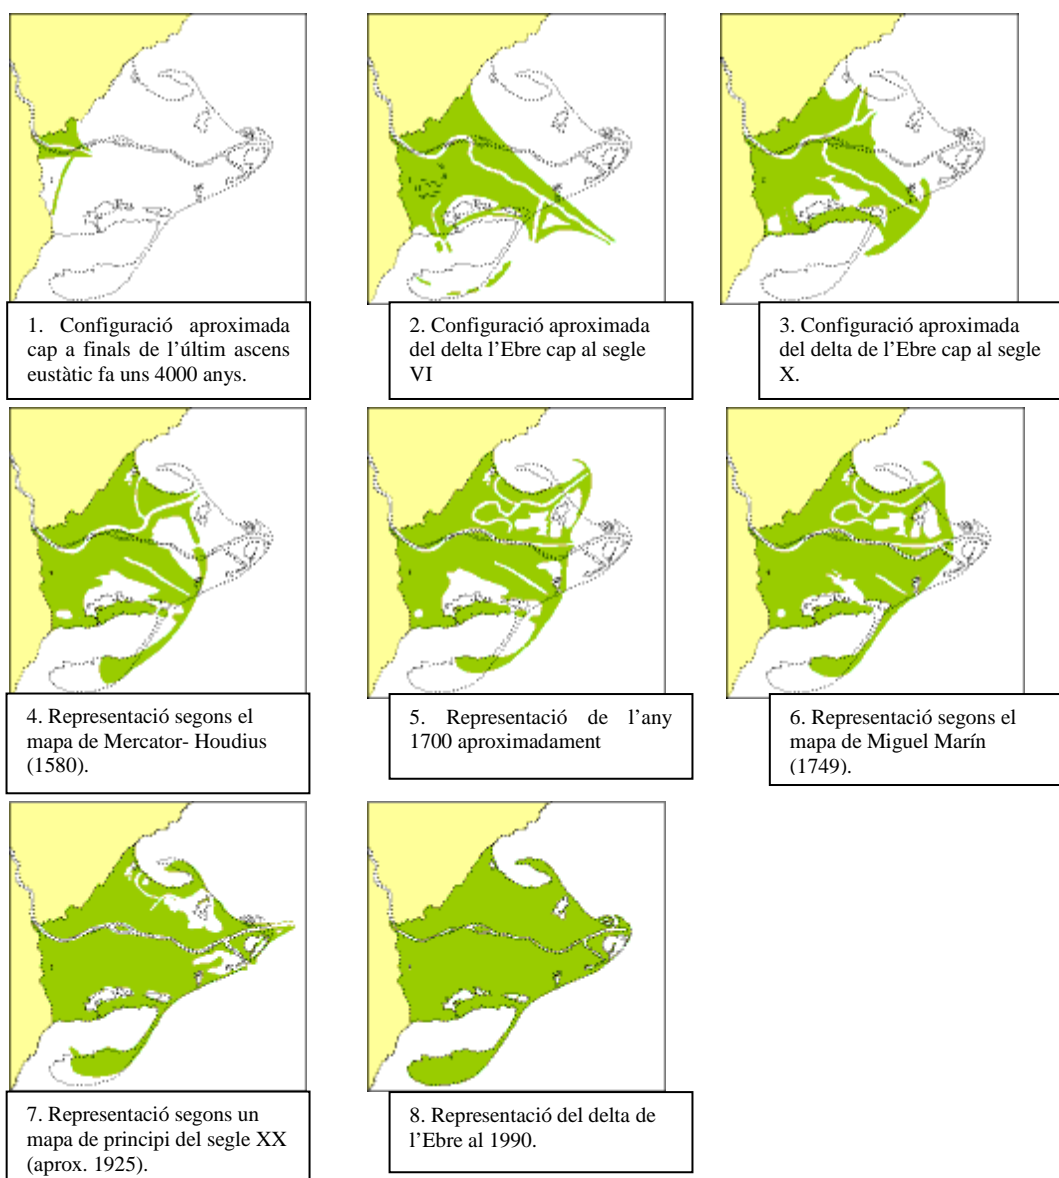 1. Configuració aproximada
cap a finals de l’últim ascens
eustàtic fa uns 4000 anys.
2. Configuració aproximada
del delta l’Ebre cap al segle
VI
3. Configuració aproximada
del delta de l’Ebre cap al segle
X.
4. Representació segons el
mapa de Mercator- Houdius
(1580).
5. Representació de l’any
1700 aproximadament
6. Representació segons el
mapa de Miguel Marín
(1749).
7. Representació segons un
mapa de principi del segle XX
(aprox. 1925).
8. Representació del delta de
l’Ebre al 1990.